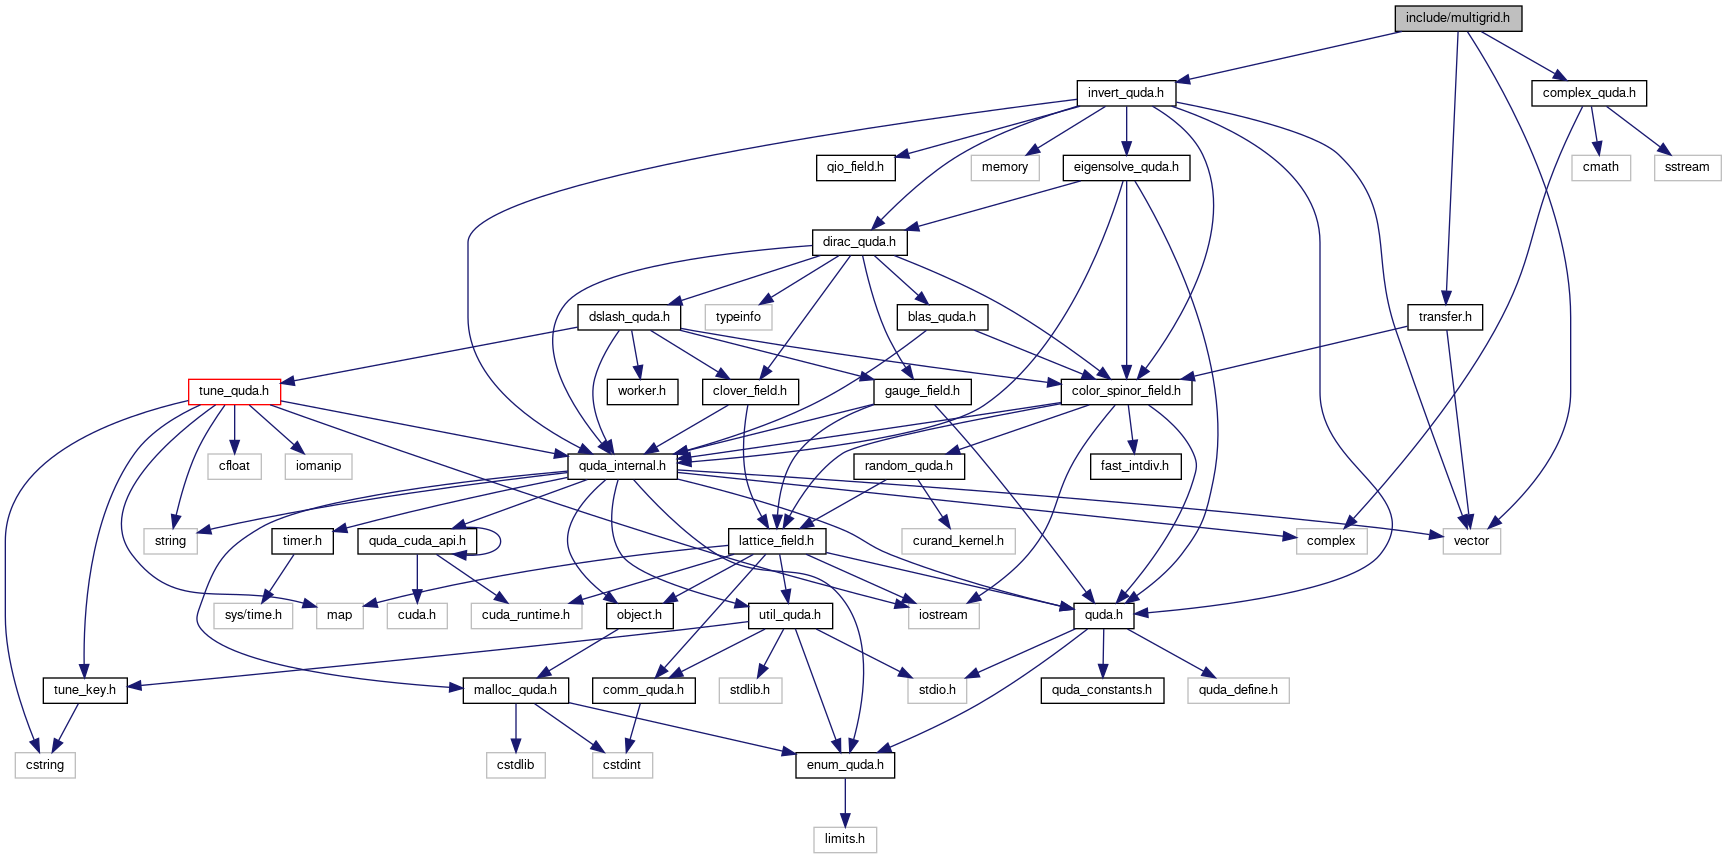 include/multigrid.h
invert_quda.h
complex_quda.h
qio_field.h
memory
eigensolve_quda.h
cmath
sstream
dirac_quda.h
dslash_quda.h
typeinfo
blas_quda.h
transfer.h
tune_quda.h
worker.h
clover_field.h
gauge_field.h
color_spinor_field.h
cfloat
iomanip
quda_internal.h
random_quda.h
fast_intdiv.h
string
timer.h
quda_cuda_api.h
lattice_field.h
curand_kernel.h
complex
vector
sys/time.h
map
cuda.h
cuda_runtime.h
object.h
util_quda.h
iostream
quda.h
tune_key.h
malloc_quda.h
comm_quda.h
stdlib.h
stdio.h
quda_constants.h
quda_define.h
cstring
cstdlib
cstdint
enum_quda.h
limits.h